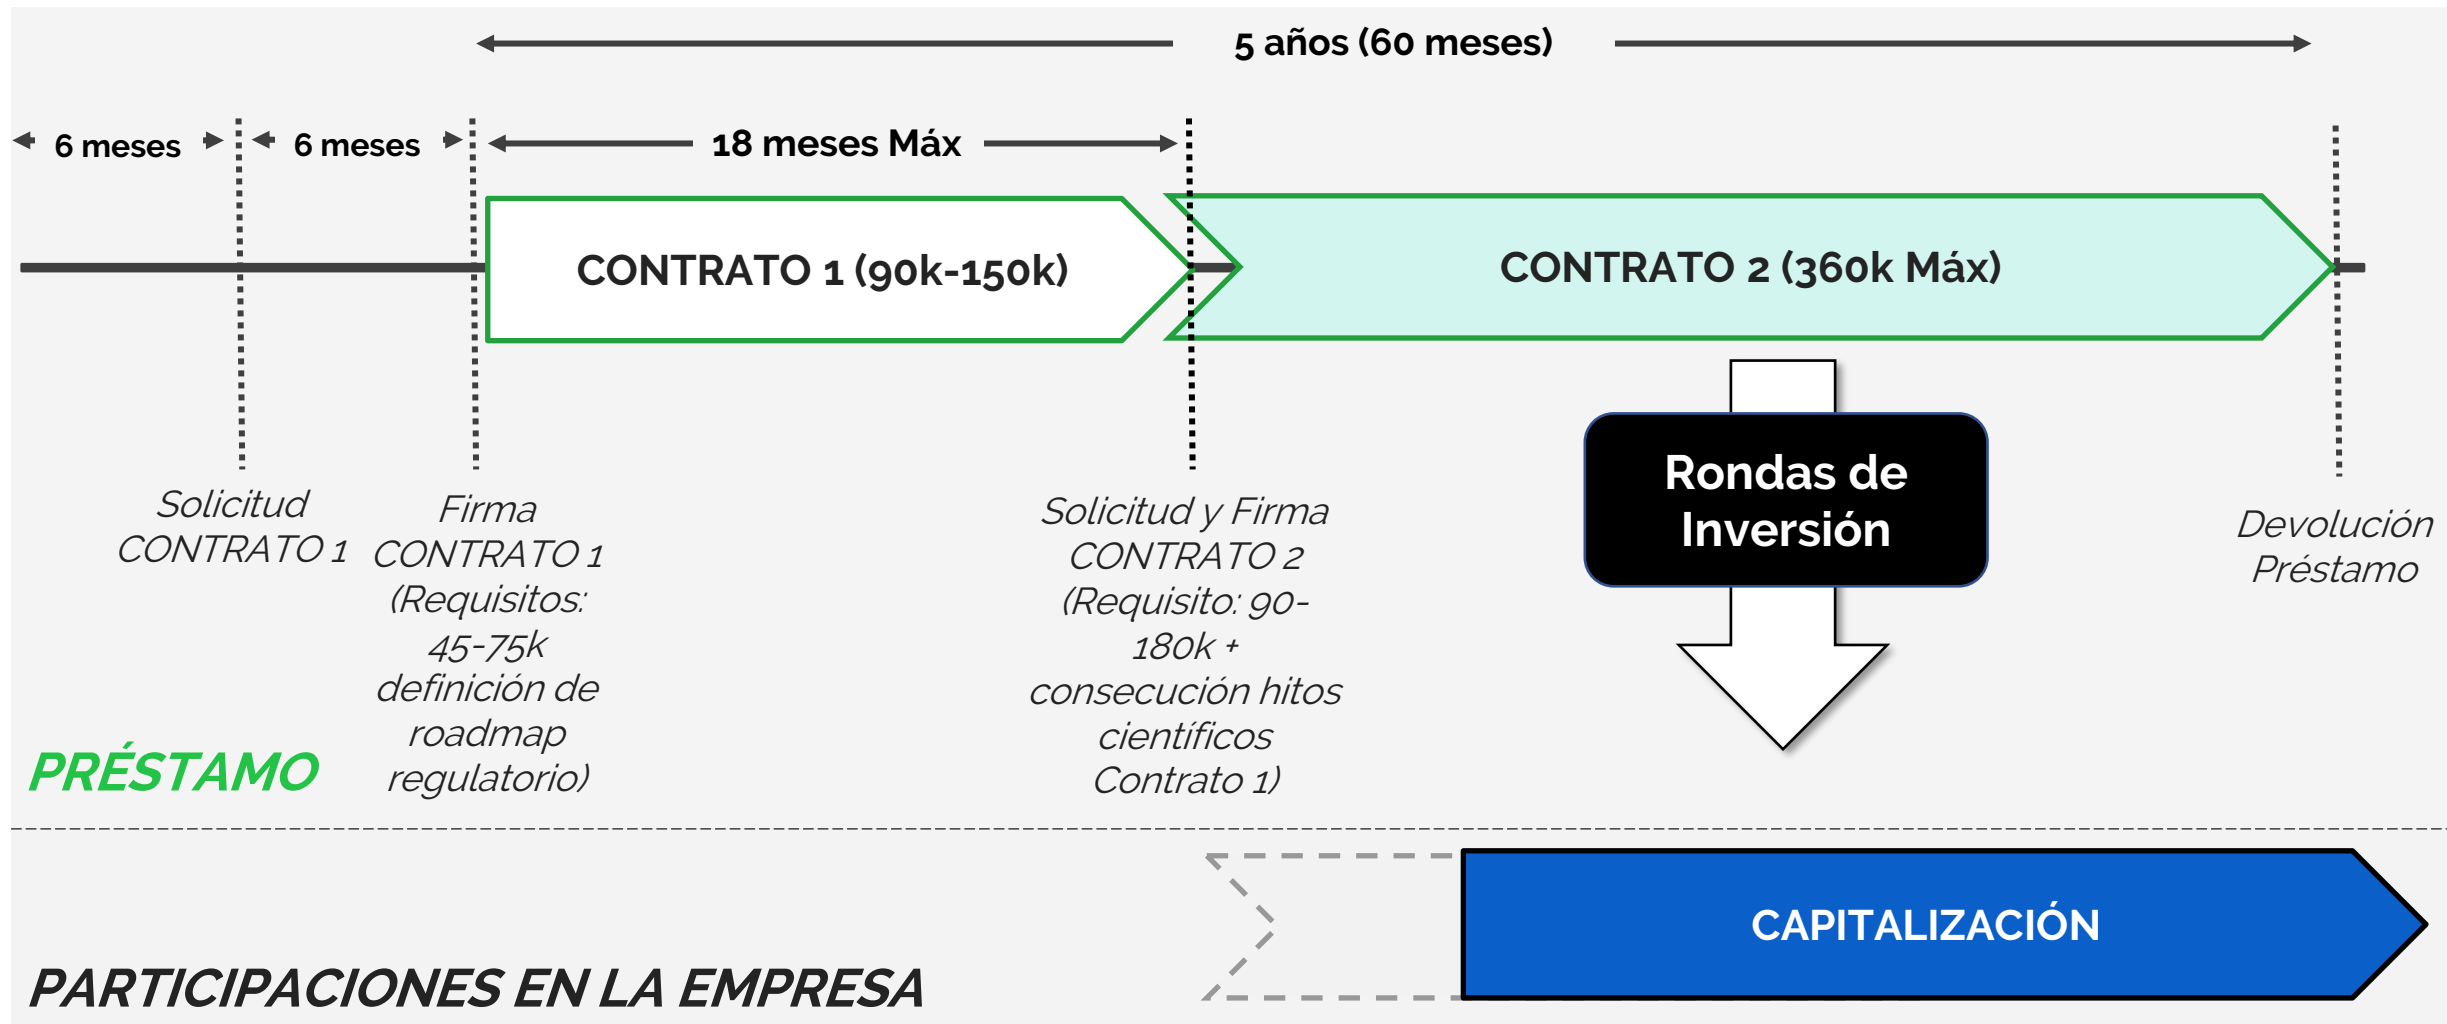 5 años (60 meses)
6 meses
6 meses
18 meses Máx
CONTRATO 1 (90k-150k)
CONTRATO 2 (360k Máx)
Solicitud
CONTRATO 1
Firma
CONTRATO 1
(Requisitos:
45-75k
definición de
roadmap
regulatorio)
Solicitud y Firma
CONTRATO 2
(Requisito: 90-
180k +
consecución hitos
científicos
Contrato 1)
Rondas de
Inversión
Devolución
Préstamo
PRÉSTAMO
CAPITALIZACIÓN
PARTICIPACIONES EN LA EMPRESA